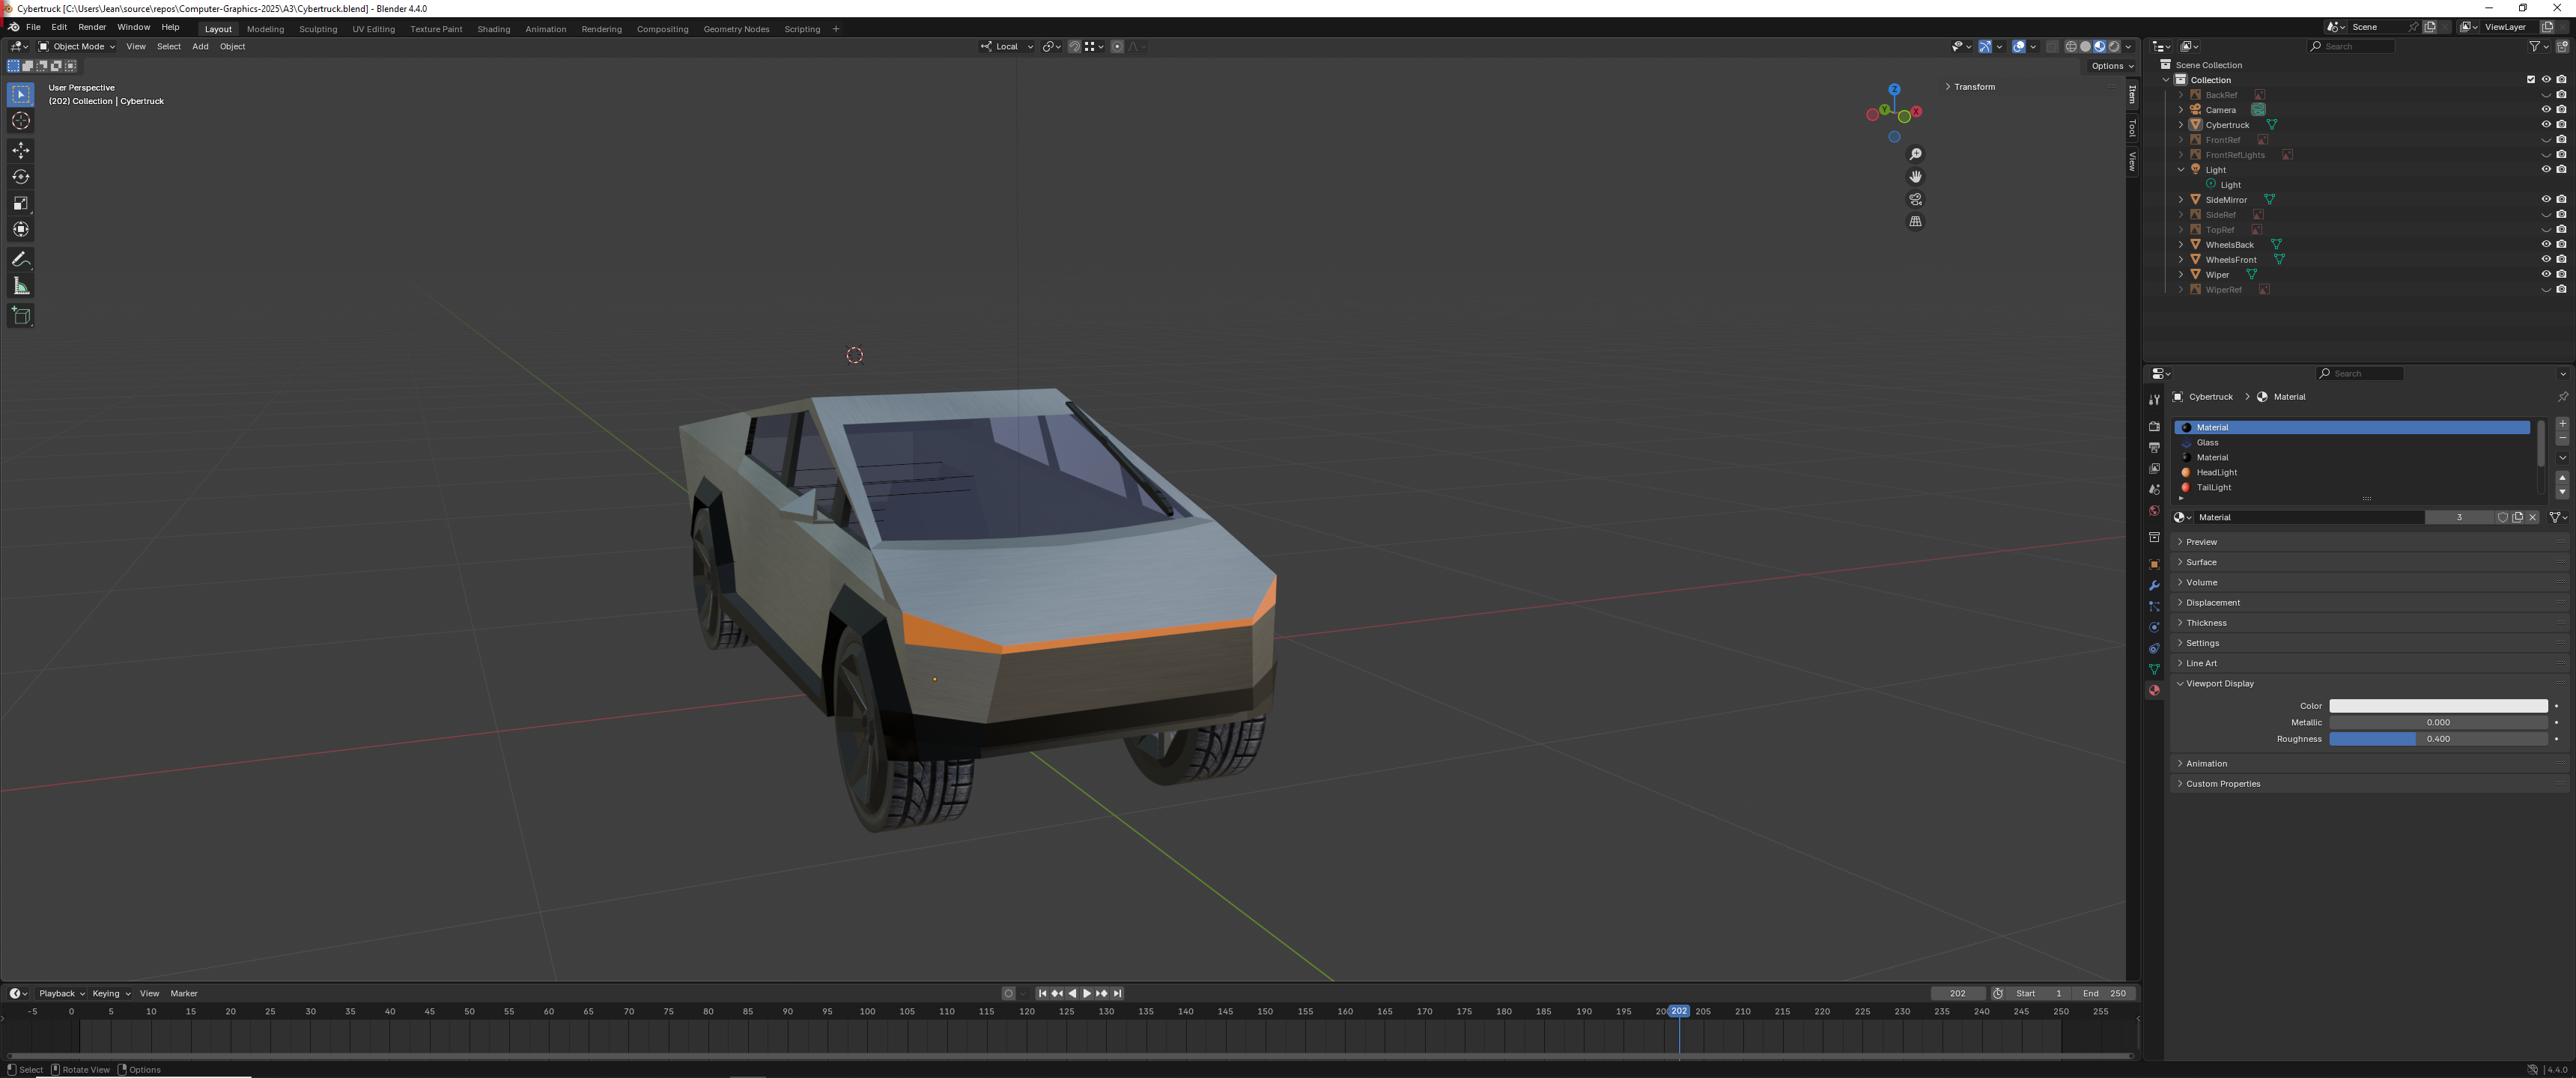 Cybertruck [C:\Users\Jean\source\repos\Computer-Graphics-2025\A3\Cybertruck.blend] - Blender 4.4.0
File Edit Render Window Help Layout Modeling Sculpting UV Editing Texture Paint Shading Animation Rendering Compositing Geometry Nodes Scripting + Scene ViewLayer
Object Mode View Select Add Object Local Search
Options
User Perspective
(202) Collection | Cybertruck
Transform
Item
Tool
View
Z
Y
X
Scene Collection
Collection
BackRef
Camera
Cybertruck
FrontRef
FrontRefLights
Light
Light
SideMirror
SideRef
TopRef
WheelsBack
WheelsFront
Wiper
WiperRef
Search
Cybertruck > Material
Material
Glass
Material
HeadLight
TailLight
Material 3
Preview
Surface
Volume
Displacement
Thickness
Settings
Line Art
Viewport Display
Color
Metallic 0.000
Roughness 0.400
Animation
Custom Properties
Playback Keying View Marker 202 Start 1 End 250
-5 0 5 10 15 20 25 30 35 40 45 50 55 60 65 70 75 80 85 90 95 100 105 110 115 120 125 130 135 140 145 150 155 160 165 170 175 180 185 190 195 20 202 205 210 215 220 225 230 235 240 245 250 255
Select Rotate View Options 4.4.0